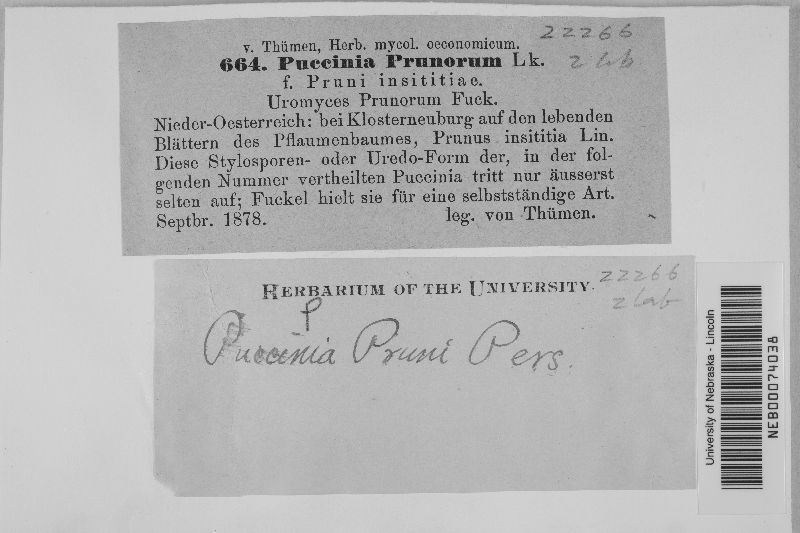 22266
v. Thümen, Herb. mycol. oeconomicum.
664. Puccinia Prunorum Lk.
2 lab
f. Pruni insititiae.
Uromyces Prunorum Fuck.
Nieder-Oesterreich: bei Klosterneuburg auf den lebenden
Blättern des Pflaumenbaumes, Prunus insititia Lin.
Diese Stylosporen- oder Uredo-Form der, in der fol-
genden Nummer vertheilten Puccinia tritt nur äusserst
selten auf; Fuckel hielt sie für eine selbstständige Art.
Septbr. 1878. leg. von Thümen.
22266
HERBARIUM OF THE UNIVERSITY.
2 lab
P
Puccinia Pruni Pers.
University of Nebraska - Lincoln
NEB00074038